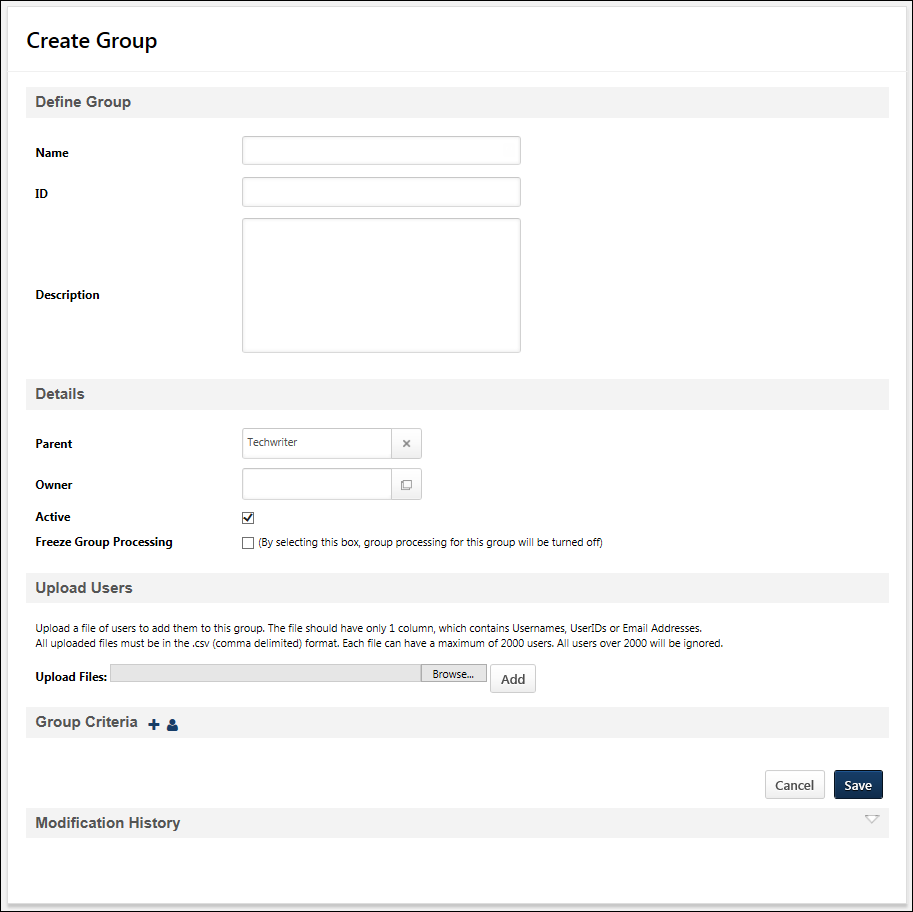 Create Group
Define Group
Name
ID
Description
Details
Parent
Techwriter
Owner
Active
Freeze Group Processing
(By selecting this box, group processing for this group will be turned off)
Upload Users
Upload a file of users to add them to this group. The file should have only 1 column, which contains Usernames, UserIDs or Email Addresses.
All uploaded files must be in the .csv (comma delimited) format. Each file can have a maximum of 2000 users. All users over 2000 will be ignored.
Upload Files:
Browse...
Add
Group Criteria
Cancel
Save
Modification History